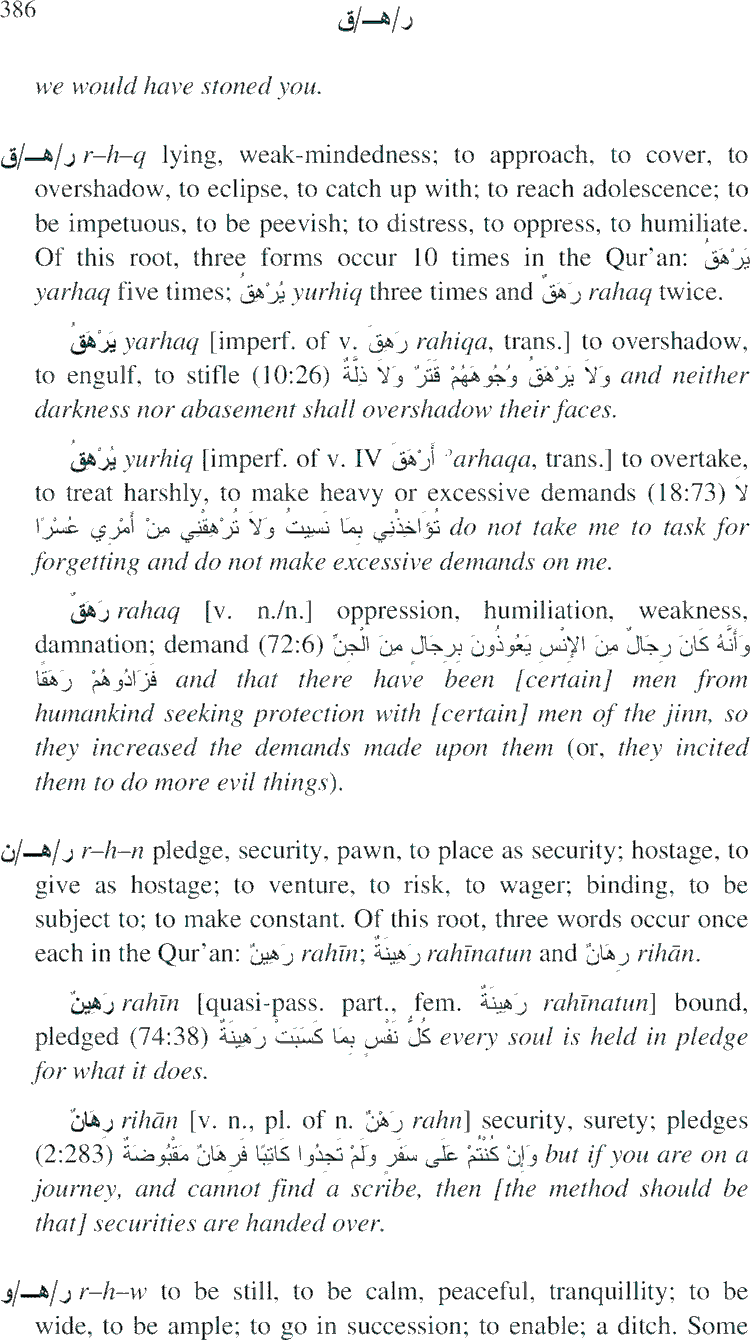 386
ر/هـ/ق
we would have stoned you.
ر/هـ/ق r–h–q lying, weak-mindedness; to approach, to cover, to
overshadow, to eclipse, to catch up with; to reach adolescence; to
be impetuous, to be peevish; to distress, to oppress, to humiliate.
Of this root, three forms occur 10 times in the Qur'an: يَرْهَقُ
yarhaq five times; يُرْهِقُ yurhiq three times and رَهَقٌ rahaq twice.
يَرْهَقُ yarhaq [imperf. of v. رَهِقَ rahiqa, trans.] to overshadow,
to engulf, to stifle (10:26) وَلاَ يَرْهَقُ وُجُوهَهُمْ قَتَرٌ وَلاَ ذِلَّةٌ and neither
darkness nor abasement shall overshadow their faces.
يُرْهِقُ yurhiq [imperf. of v. IV أَرْهَقَ ʾarhaqa, trans.] to overtake,
to treat harshly, to make heavy or excessive demands (18:73) لاَ
تُؤَاخِذْنِي بِمَا نَسِيتُ وَلاَ تُرْهِقْنِي مِنْ أَمْرِي عُسْرًا do not take me to task for
forgetting and do not make excessive demands on me.
رَهَقٌ rahaq [v. n./n.] oppression, humiliation, weakness,
damnation; demand (72:6) وَأَنَّهُ كَانَ رِجَالٌ مِنَ الإِنْسِ يَعُوذُونَ بِرِجَالٍ مِنَ الْجِنِّ
فَزَادُوهُمْ رَهَقًا and that there have been [certain] men from
humankind seeking protection with [certain] men of the jinn, so
they increased the demands made upon them (or, they incited
them to do more evil things).
ر/هـ/ن r–h–n pledge, security, pawn, to place as security; hostage, to
give as hostage; to venture, to risk, to wager; binding, to be
subject to; to make constant. Of this root, three words occur once
each in the Qur'an: رَهِينٌ rahīn; رَهِينَةٌ rahīnatun and رِهَانٌ rihān.
رَهِينٌ rahīn [quasi-pass. part., fem. رَهِينَةٌ rahīnatun] bound,
pledged (74:38) كُلُّ نَفْسٍ بِمَا كَسَبَتْ رَهِينَةٌ every soul is held in pledge
for what it does.
رِهَانٌ rihān [v. n., pl. of n. رَهْنٌ rahn] security, surety; pledges
(2:283) وَإِنْ كُنْتُمْ عَلَى سَفَرٍ وَلَمْ تَجِدُوا كَاتِبًا فَرِهَانٌ مَقْبُوضَةٌ but if you are on a
journey, and cannot find a scribe, then [the method should be
that] securities are handed over.
ر/هـ/و r–h–w to be still, to be calm, peaceful, tranquillity; to be
wide, to be ample; to go in succession; to enable; a ditch. Some